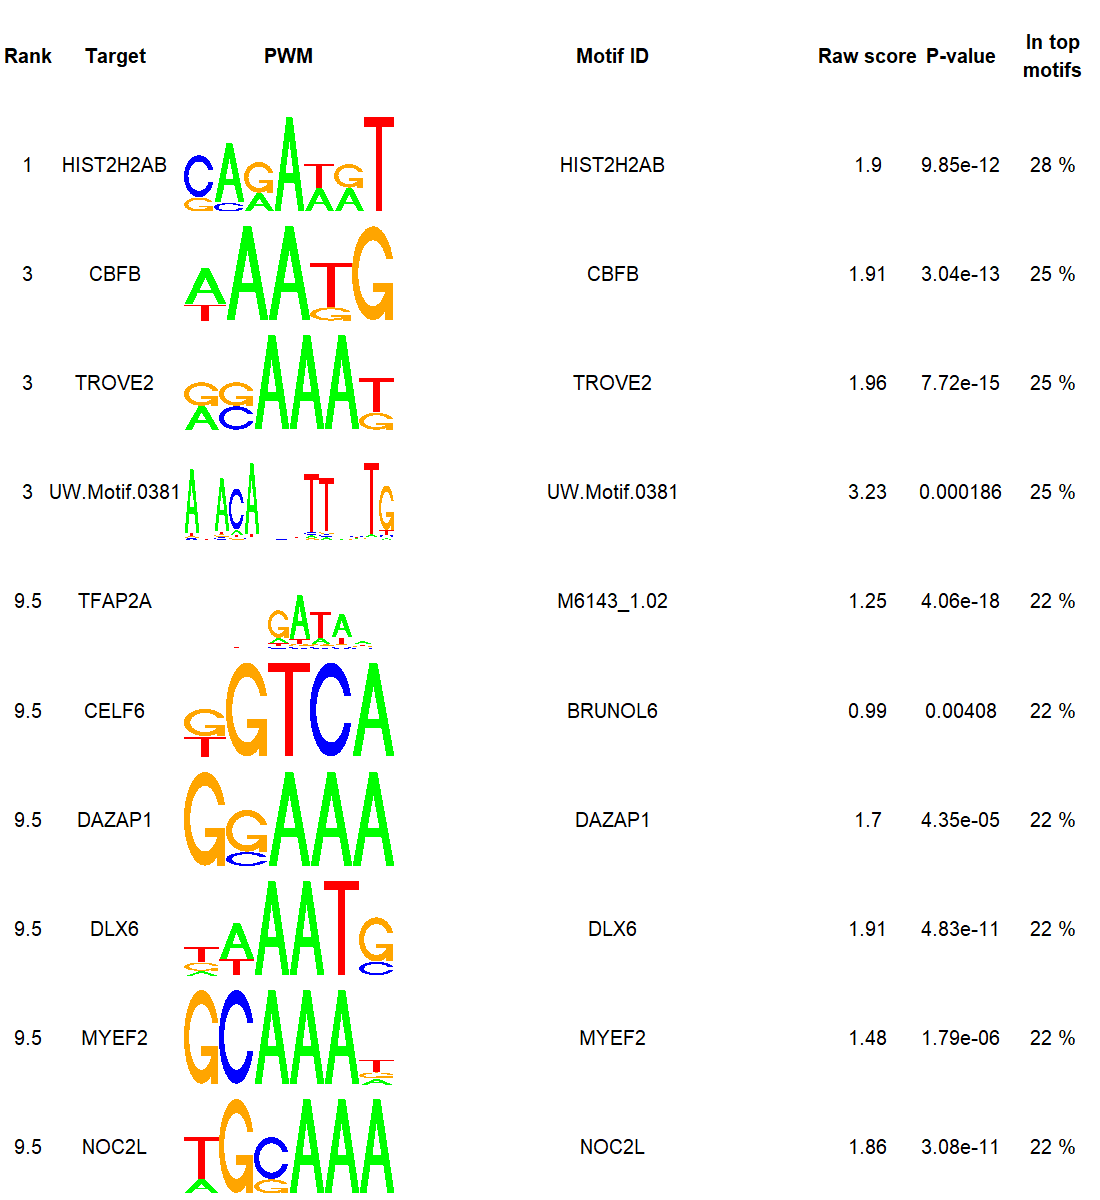 Rank Target PWM Motif ID Raw score P-value In top motifs
1 HIST2H2AB HIST2H2AB 1.9 9.85e-12 28 %
3 CBFB CBFB 1.91 3.04e-13 25 %
3 TROVE2 TROVE2 1.96 7.72e-15 25 %
3 UW.Motif.0381 UW.Motif.0381 3.23 0.000186 25 %
9.5 TFAP2A M6143_1.02 1.25 4.06e-18 22 %
9.5 CELF6 BRUNOL6 0.99 0.00408 22 %
9.5 DAZAP1 DAZAP1 1.7 4.35e-05 22 %
9.5 DLX6 DLX6 1.91 4.83e-11 22 %
9.5 MYEF2 MYEF2 1.48 1.79e-06 22 %
9.5 NOC2L NOC2L 1.86 3.08e-11 22 %